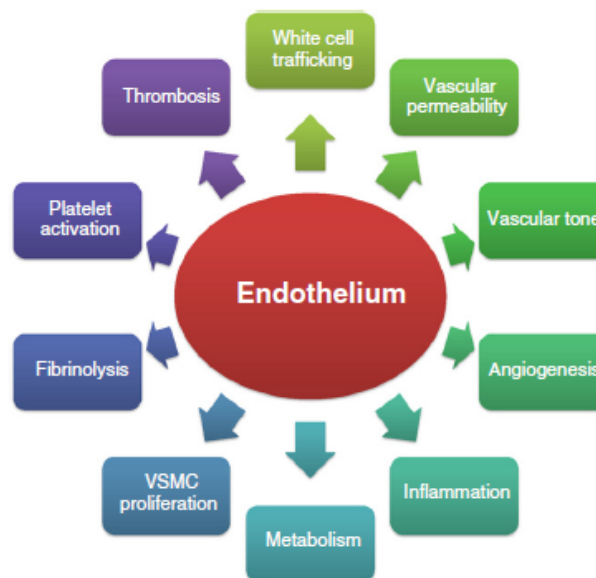 White cell
trafficking
Vascular
permeability
Vascular tone
Angiogenesis
Inflammation
Metabolism
VSMC
proliferation
Fibrinolysis
Platelet
activation
Thrombosis
Endothelium